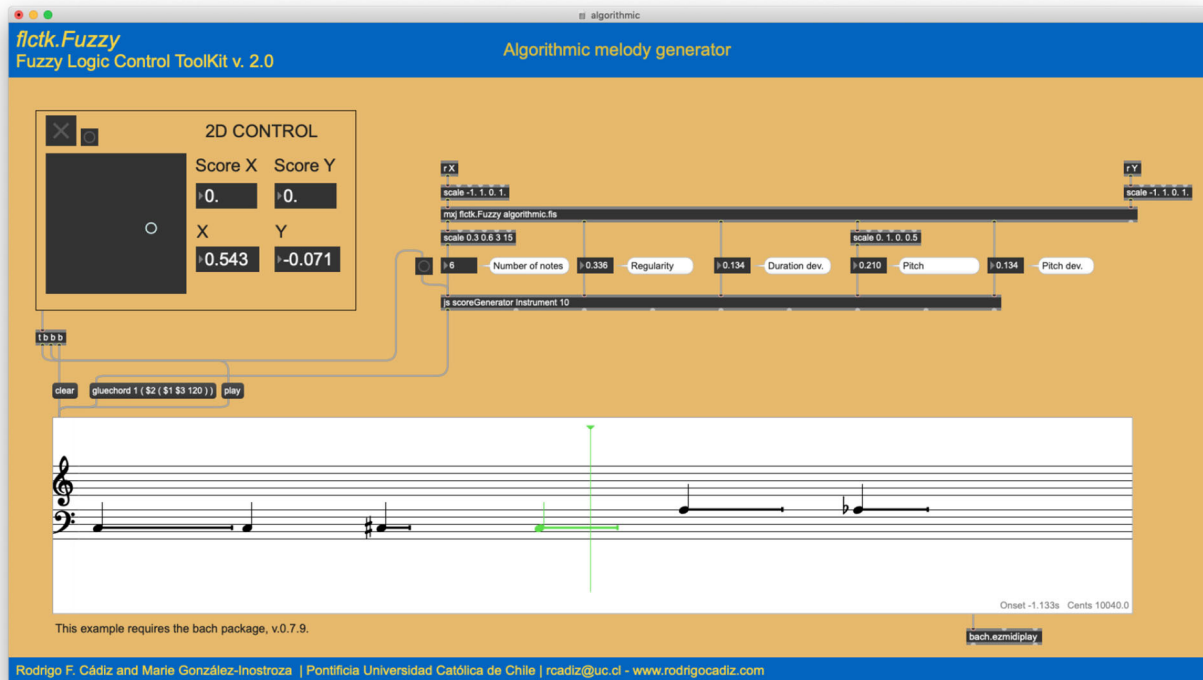 algorithmic
flctk.Fuzzy
Fuzzy Logic Control ToolKit v. 2.0
Algorithmic melody generator
2D CONTROL
Score X Score Y
0. 0.
X Y
0.543 -0.071
r X
r Y
scale -1. 1. 0. 1.
scale -1. 1. 0. 1.
mxj flctk.Fuzzy algorithmic.fis
scale 0.3 0.6 3 15
scale 0. 1. 0. 0.5
6 Number of notes 0.336 Regularity 0.134 Duration dev. 0.210 Pitch 0.134 Pitch dev.
js scoreGenerator Instrument 10
t b b b
clear gluechord 1 ( $2 ( $1 $3 120 ) ) play
Onset -1.133s Cents 10040.0
This example requires the bach package, v.0.7.9.
bach.ezmidiplay
Rodrigo F. Cádiz and Marie González-Inostroza | Pontificia Universidad Católica de Chile | rcadiz@uc.cl - www.rodrigocadiz.com